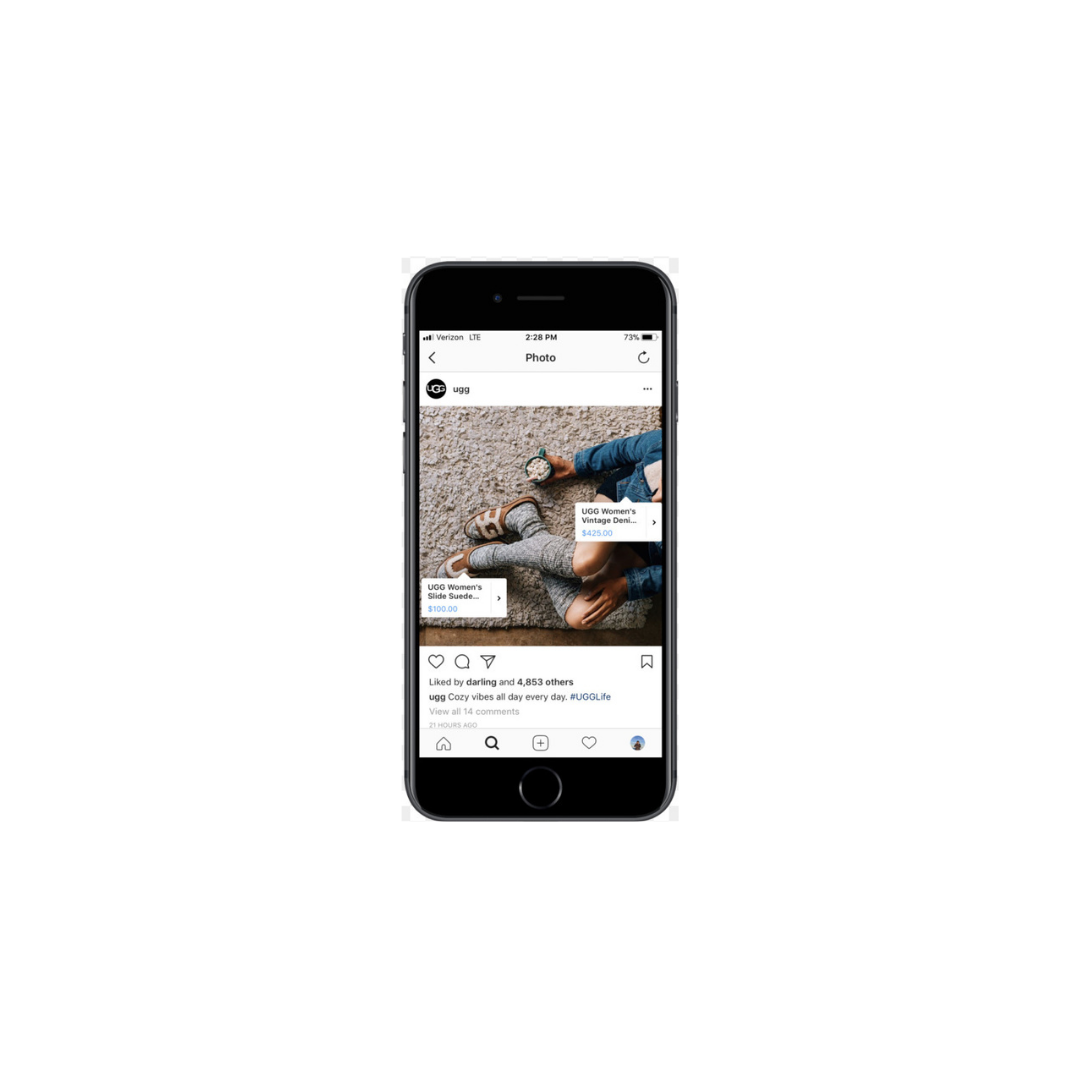 Verizon LTE 2:28 PM 73%
Photo
UGG ugg
UGG
UGG Women's
Vintage Deni...
$425.00
UGG Women's
Slide Suede...
$100.00
Liked by darling and 4,853 others
ugg Cozy vibes all day every day. #UGGLife
View all 14 comments
21 HOURS AGO